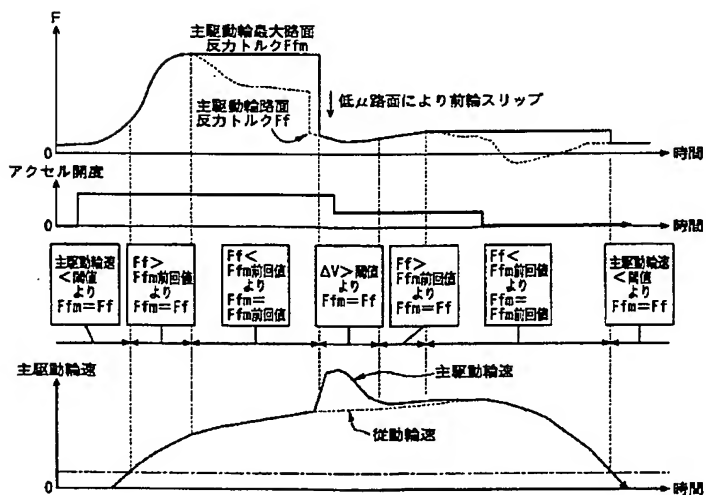 F
主駆動輪最大路面
反力トルクFfm
主駆動輪路面
反力トルクFf
低μ路面により前輪スリップ
0
時間
アクセル開度
0
時間
主駆動輪速
<閾値
より
Ffm=Ff
Ff>
Ffm前回値
より
Ffm=Ff
Ff<
Ffm前回値
より
Ffm=
Ffm前回値
ΔV>閾値
より
Ffm=Ff
Ff>
Ffm前回値
より
Ffm=Ff
Ff<
Ffm前回値
より
Ffm=
Ffm前回値
主駆動輪速
<閾値
より
Ffm=Ff
主駆動輪速
主駆動輪速
従動輪速
0
時間